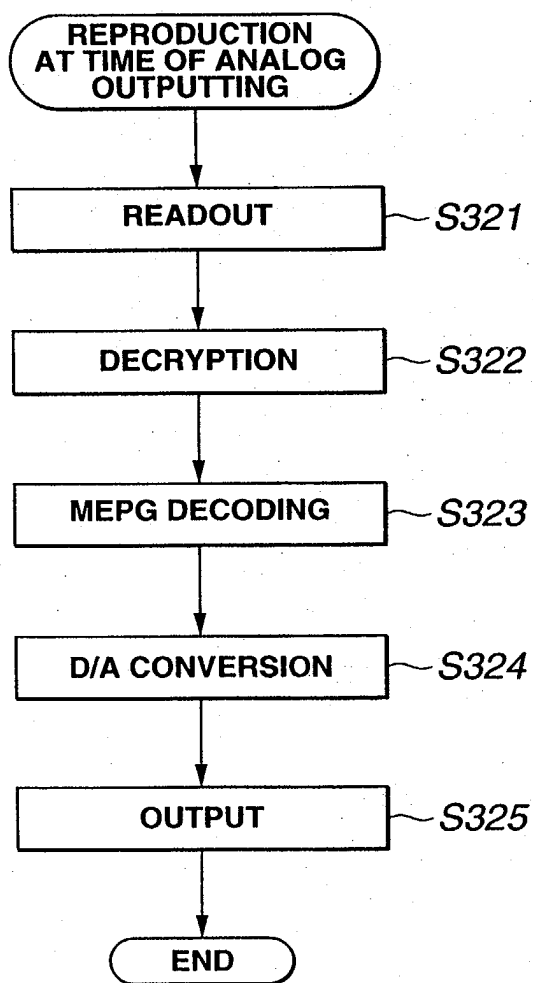 REPRODUCTION
AT TIME OF ANALOG
OUTPUTTING
READOUT
S321
DECRYPTION
S322
MEPG DECODING
S323
D/A CONVERSION
S324
OUTPUT
S325
END